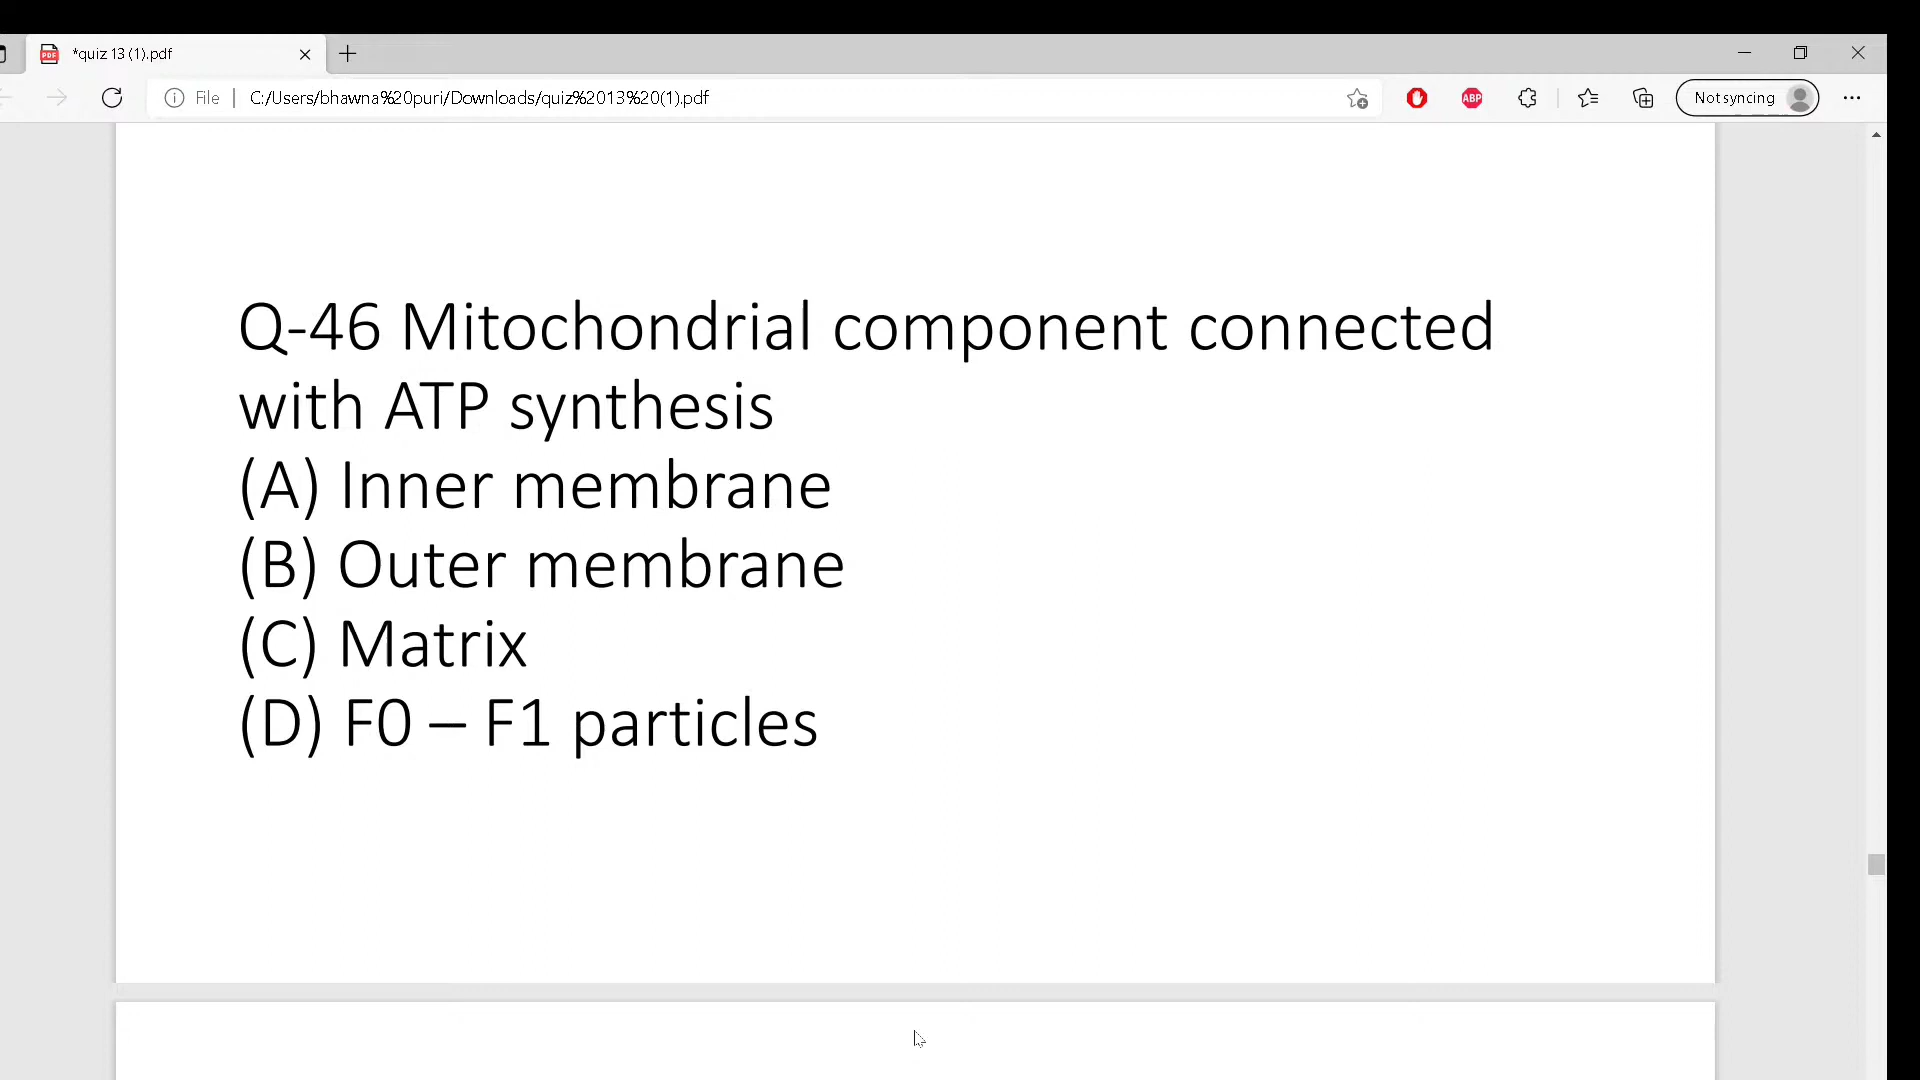 *quiz 13 (1).pdf
File
C:/Users/bhawna%20puri/Downloads/quiz%2013%20(1).pdf
ABP
Not syncing
Q-46 Mitochondrial component connected
with ATP synthesis
(A) Inner membrane
(B) Outer membrane
(C) Matrix
(D) F0 – F1 particles